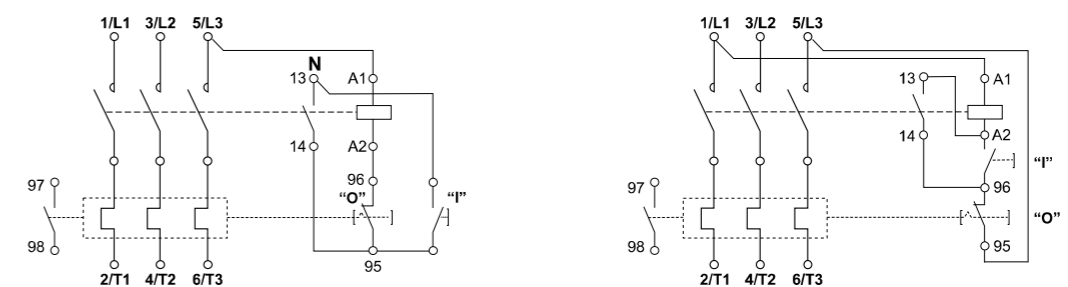 1/L1 3/L2 5/L3
13 N A1
14 A2
97 96
"O" "I"
98
95
2/T1 4/T2 6/T3
1/L1 3/L2 5/L3
13 A1
14 A2
"I"
97 96
"O"
98 95
2/T1 4/T2 6/T3